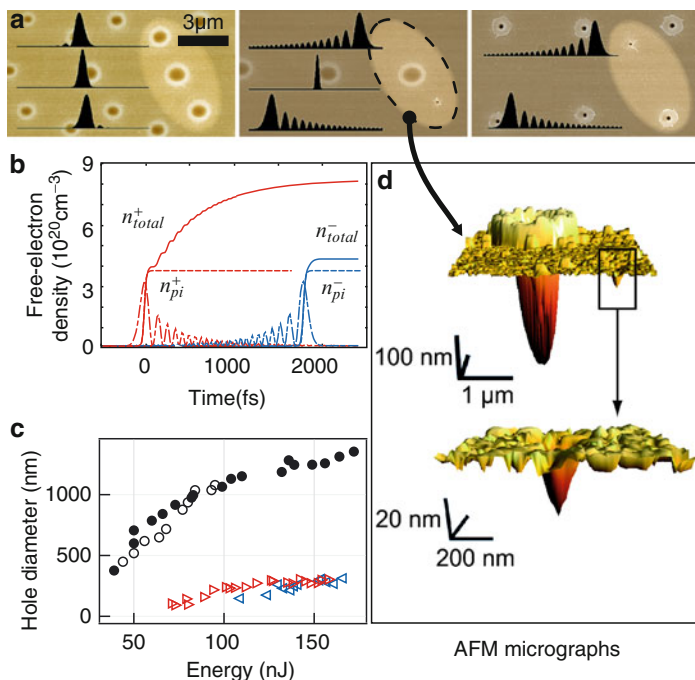 a
3μm
b
9
6
3
0
Free-electron
density (10²⁰cm⁻³)
n⁺total
n⁻total
n⁺pi
n⁻pi
0 1000 2000
Time(fs)
c
1000
500
0
Hole diameter (nm)
50 100 150
Energy (nJ)
d
100 nm
1 μm
20 nm
200 nm
AFM micrographs